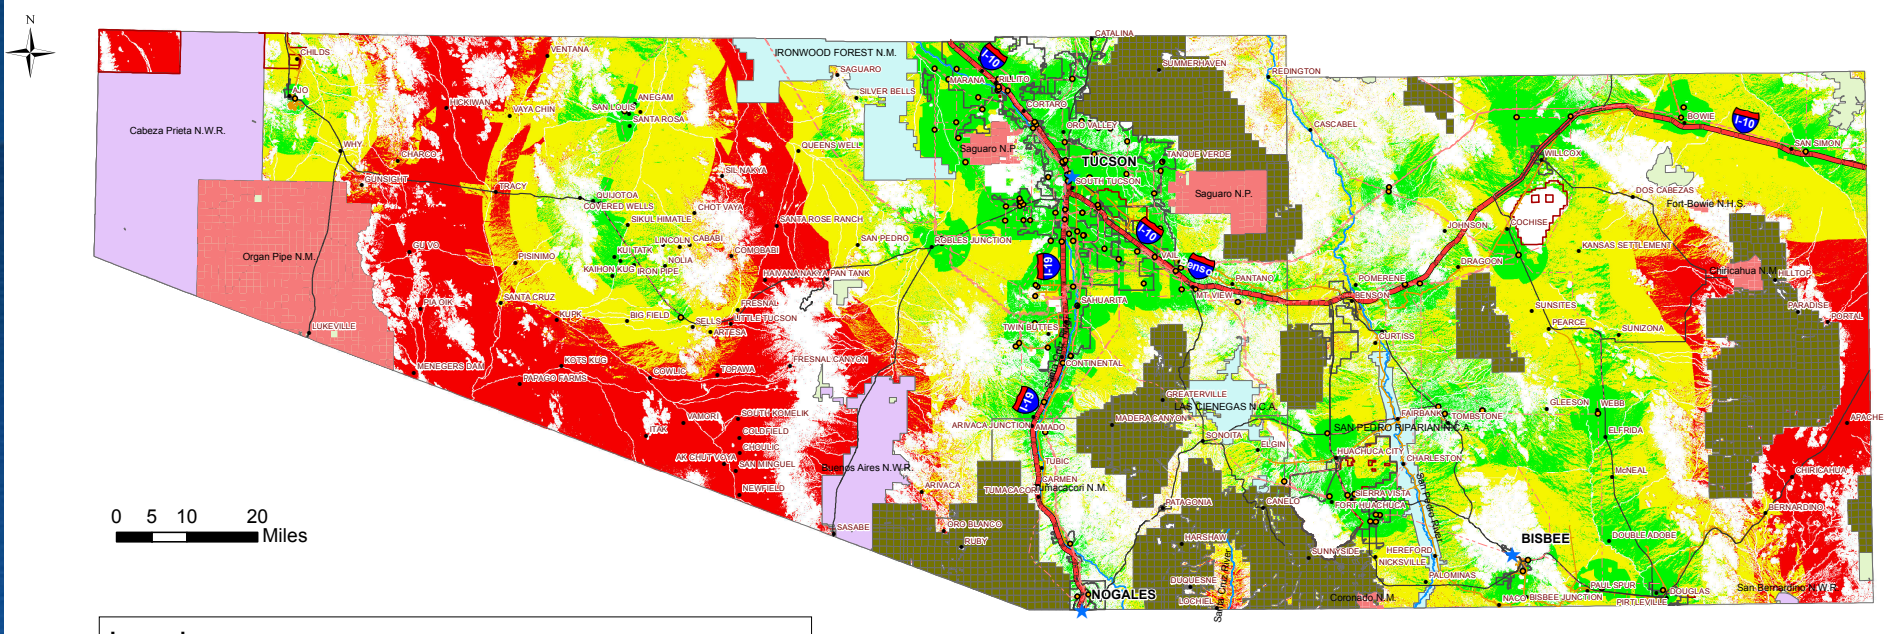 N
CHILDS
VENTANA
IRONWOOD FOREST N.M.
CATALINA
I-10
SAGUARO
SUMMERHAVEN
REDINGTON
MARANA
RILLITO
AJO
HICKIWAN
VAYA CHIN
SAN LOUIS
ANEGAM
SANTA ROSA
SILVER BELLS
CORTARO
ORO VALLEY
CASCABEL
BOWIE
I-10
Cabeza Prieta N.W.R.
WHY
CHARCO
QUEENS WELL
Saguaro N.P.
TUCSON
TANQUE VERDE
WILLCOX
SAN SIMON
GUNSIGHT
TRACY
SIL NAKYA
SOUTH TUCSON
Saguaro N.P.
DOS CABEZAS
Fort-Bowie N.H.S.
QUIJOTOA
COVERED WELLS
CHOT VAYA
SIKUL HIMATLE
SANTA ROSE RANCH
COCHISE
JOHNSON
Organ Pipe N.M.
GU VO
PISINIMO
KUI TATK
LINCOLN
CABABI
COMOBABI
NOLIA
KAIHON KUG
IRON PIPE
SAN PEDRO
ROBLES JUNCTION
I-10
VAIL
KANSAS SETTLEMENT
DRAGOON
HAIVANA NAKYA
PAN TANK
I-19
MT VIEW
PANTANO
POMERENE
BENSON
Chiricahua N.M.
HILLTOP
PIA OIK
SANTA CRUZ
FRESNAL
SAHUARITA
PARADISE
PORTAL
LUKEVILLE
KUPK
BIG FIELD
SELLS
LITTLE TUCSON
ARTESA
TWIN BUTTES
CURTISS
SUNSITES
PEARCE
SUNIZONA
MENEGERS DAM
KOTS KUG
PAPAGO FARMS
COWLIC
TOPAWA
FRESNAL CANYON
CONTINENTAL
I-19
GREATERVILLE
LAS CIENEGAS N.C.A.
MADERA CANYON
GLEESON
WEBB
APACHE
VAMORI
SOUTH KOMELIK
COLDFIELD
ITAK
CHOULIC
AK CHUT VOYA
SAN MINGUEL
NEWFIELD
ARIVACA JUNCTION
AMADO
SONOITA
ELGIN
FAIRBANK
TOMBSTONE
SAN PEDRO RIPARIAN N.C.A.
ELFRIDA
Buenos Aires N.W.R.
ARIVACA
TUBIC
CARMEN
TUMACACORI
Tumacacori N.M.
HUACHUCA CITY
CHARLESTON
McNEAL
CHIRICAHUA
PATAGONIA
CANELO
SIERRA VISTA
FORT HUACHUCA
San Pedro River
BERNARDINO
SASABE
ORO BLANCO
RUBY
HARSHAW
SUNNYSIDE
HEREFORD
NICKSVILLE
BISBEE
DOUBLE ADOBE
DUQUESNE
LOCHIEL
Santa Cruz River
PALOMINAS
Coronado N.M.
NACO
BISBEE JUNCTION
PAUL SPUR
PIRTLEVILLE
DOUGLAS
San Bernardino N.W.R.
NOGALES
0 5 10 20
Miles